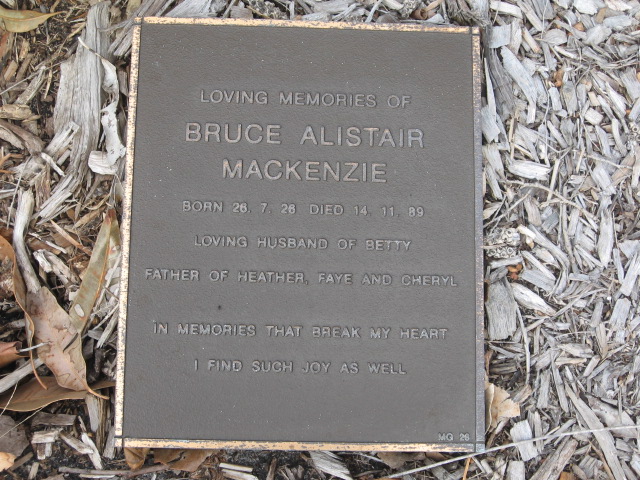 LOVING MEMORIES OF
BRUCE ALISTAIR
MACKENZIE
BORN 26. 7. 26 DIED 14. 11. 89
LOVING HUSBAND OF BETTY
FATHER OF HEATHER, FAYE AND CHERYL
IN MEMORIES THAT BREAK MY HEART
I FIND SUCH JOY AS WELL
MG 26